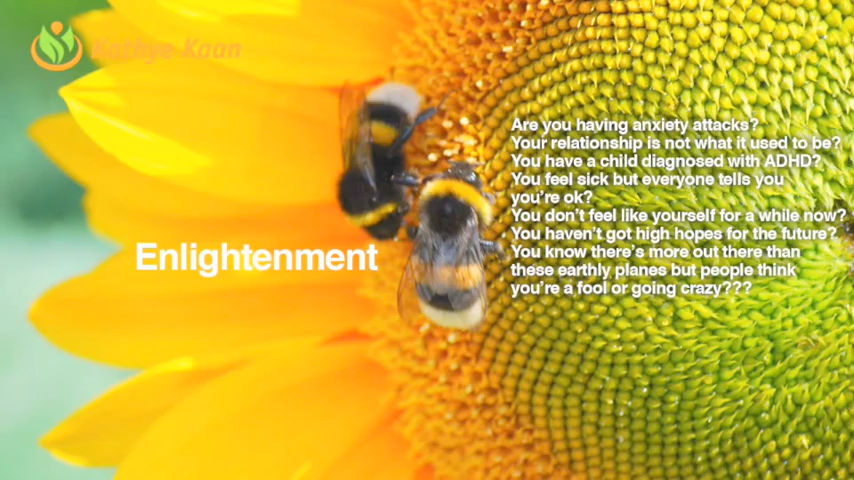 Kathye Kaan
Enlightenment
Are you having anxiety attacks?
Your relationship is not what it used to be?
You have a child diagnosed with ADHD?
You feel sick but everyone tells you
you’re ok?
You don’t feel like yourself for a while now?
You haven’t got high hopes for the future?
You know there’s more out there than
these earthly planes but people think
you’re a fool or going crazy???